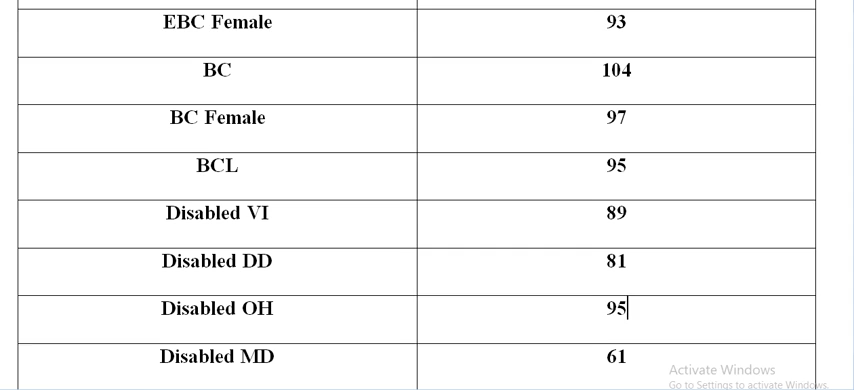 EBC Female 93
BC 104
BC Female 97
BCL 95
Disabled VI 89
Disabled DD 81
Disabled OH 95
Disabled MD 61
Activate Windows
Go to Settings to activate Windows.